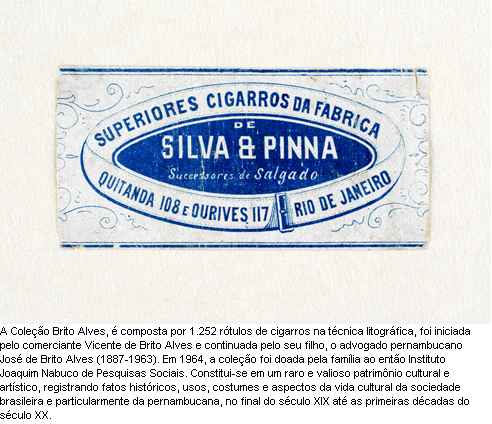 SUPERIORES CIGARROS DA FABRICA
DE
SILVA & PINNA
Successores de Salgado
QUITANDA 108 E OURIVES 117 RIO DE JANEIRO
A Coleção Brito Alves, é composta por 1.252 rótulos de cigarros na técnica litográfica, foi iniciada
pelo comerciante Vicente de Brito Alves e continuada pelo seu filho, o advogado pernambucano
José de Brito Alves (1887-1963). Em 1964, a coleção foi doada pela família ao então Instituto
Joaquim Nabuco de Pesquisas Sociais. Constitui-se em um raro e valioso patrimônio cultural e
artístico, registrando fatos históricos, usos, costumes e aspectos da vida cultural da sociedade
brasileira e particularmente da pernambucana, no final do século XIX até as primeiras décadas do
século XX.